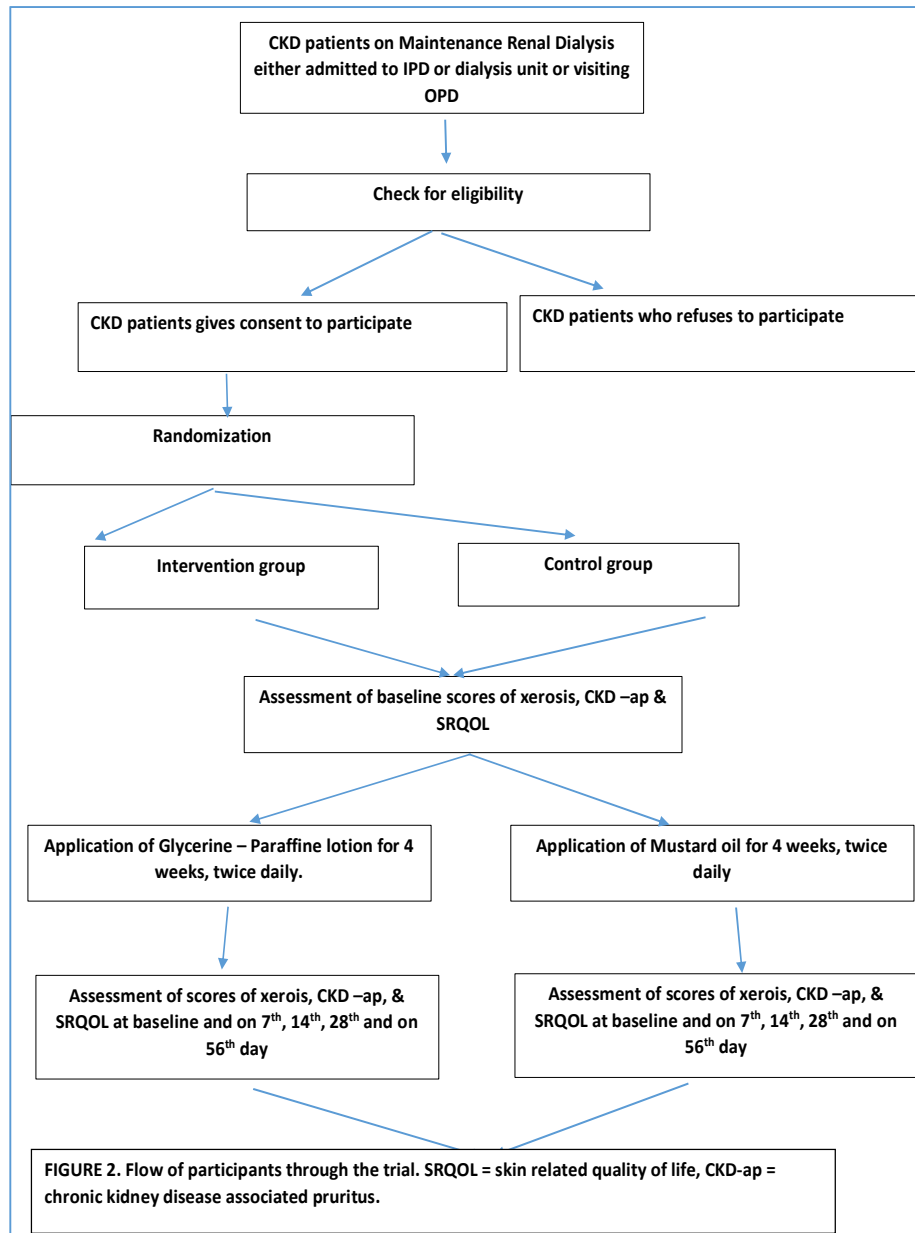 CKD patients on Maintenance Renal Dialysis
either admitted to IPD or dialysis unit or visiting
OPD
Check for eligibility
CKD patients gives consent to participate
CKD patients who refuses to participate
Randomization
Intervention group
Control group
Assessment of baseline scores of xerosis, CKD –ap &
SRQOL
Application of Glycerine – Paraffine lotion for 4
weeks, twice daily.
Application of Mustard oil for 4 weeks, twice
daily
Assessment of scores of xerois, CKD –ap, &
SRQOL at baseline and on 7th, 14th, 28th and on
56th day
Assessment of scores of xerois, CKD –ap, &
SRQOL at baseline and on 7th, 14th, 28th and on
56th day
FIGURE 2. Flow of participants through the trial. SRQOL = skin related quality of life, CKD-ap =
chronic kidney disease associated pruritus.